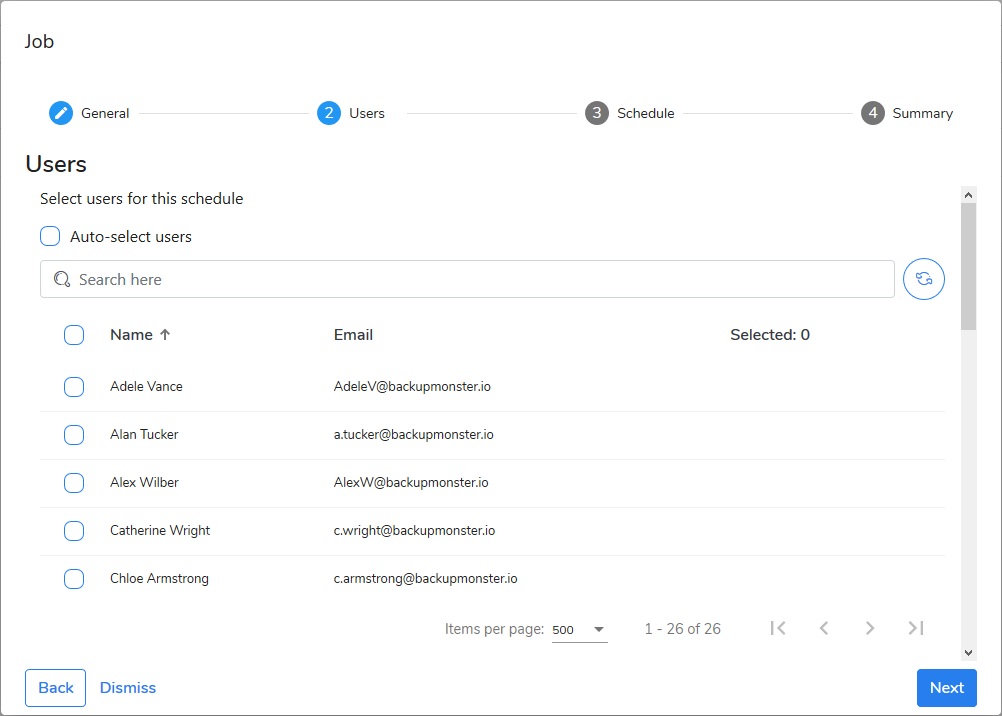 Job
General 2 Users 3 Schedule 4 Summary
Users
Select users for this schedule
Auto-select users
Search here
Name Email Selected: 0
Adele Vance AdeleV@backupmonster.io
Alan Tucker a.tucker@backupmonster.io
Alex Wilber AlexW@backupmonster.io
Catherine Wright c.wright@backupmonster.io
Chloe Armstrong c.armstrong@backupmonster.io
Items per page: 500 1 - 26 of 26
Back Dismiss Next